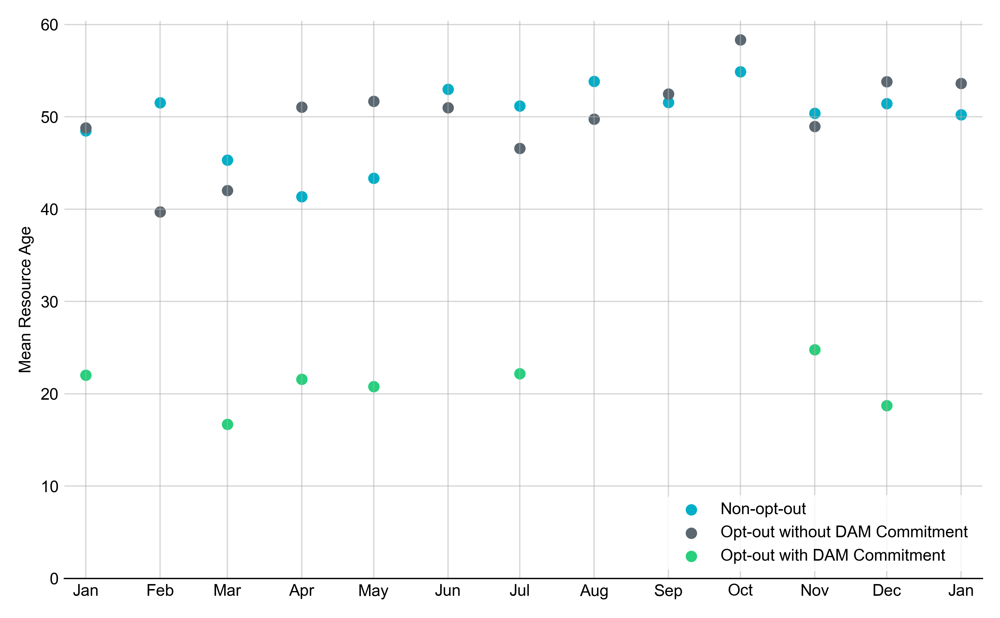 60
50
40
30
20
10
0
Mean Resource Age
Jan Feb Mar Apr May Jun Jul Aug Sep Oct Nov Dec Jan
Non-opt-out
Opt-out without DAM Commitment
Opt-out with DAM Commitment